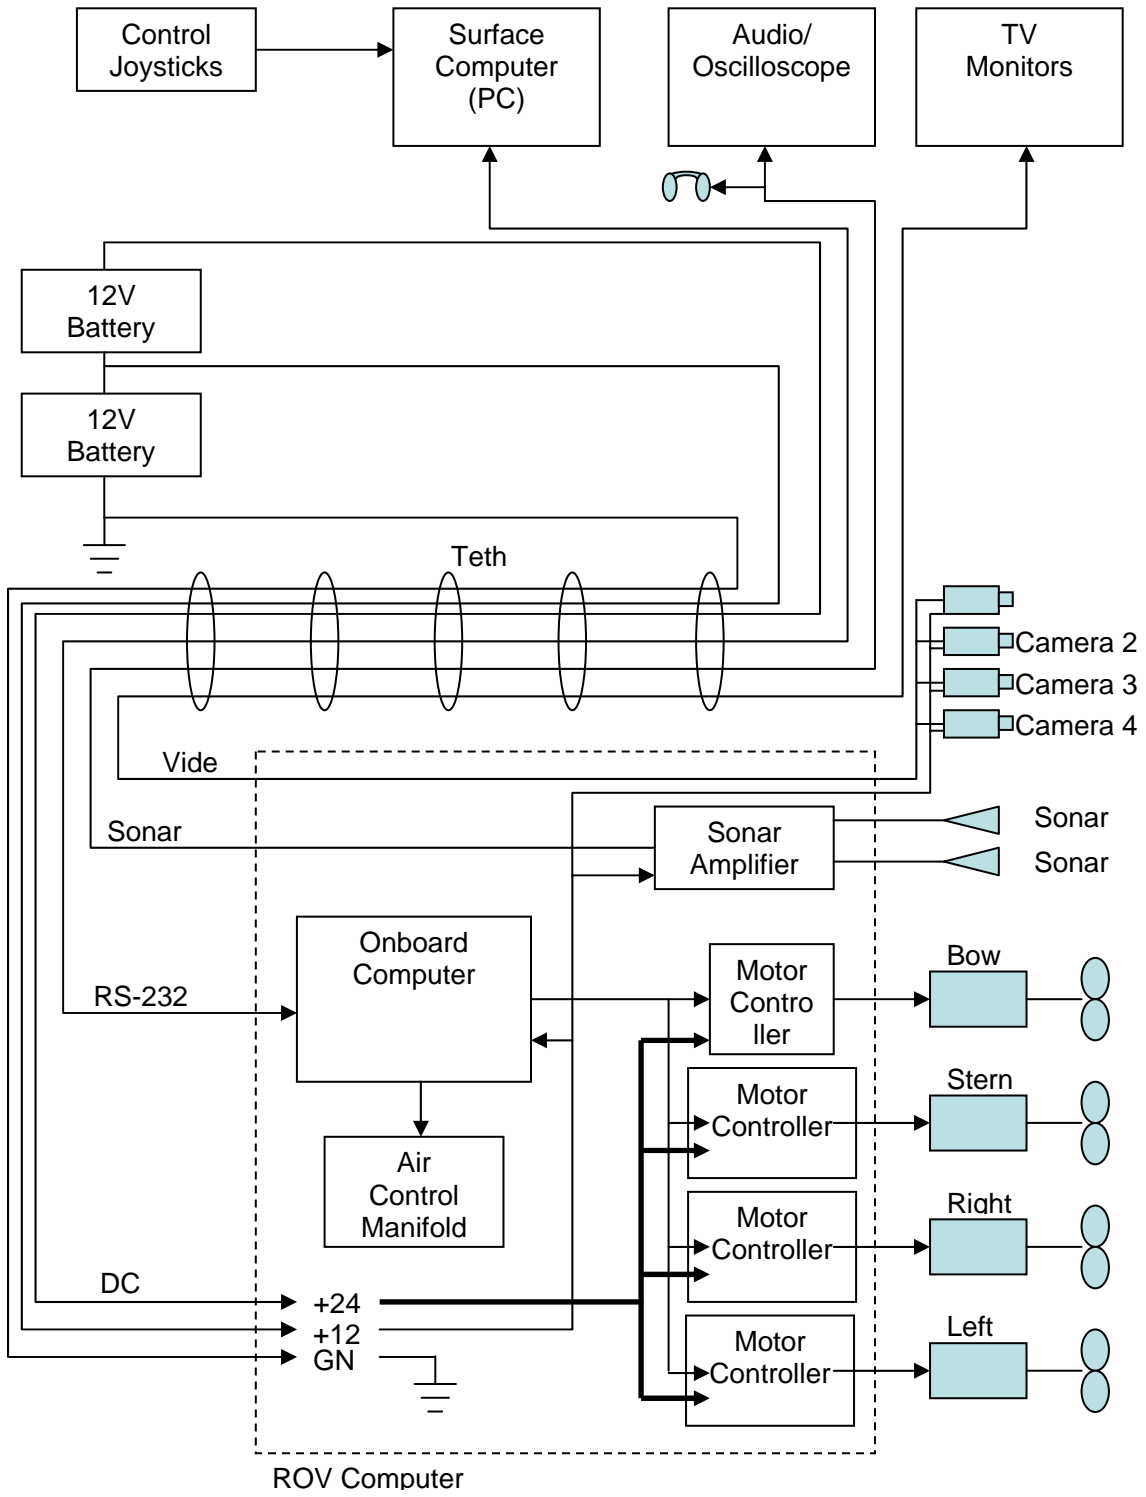 Control
Joysticks
Surface
Computer
(PC)
Audio/
Oscilloscope
TV
Monitors
12V
Battery
12V
Battery
Teth
Camera 2
Camera 3
Camera 4
Vide
Sonar
Sonar
Amplifier
Sonar
Sonar
Onboard
Computer
RS-232
Motor
Contro
ller
Bow
Motor
Controller
Stern
Air
Control
Manifold
Motor
Controller
Right
DC
+24
+12
GN
Motor
Controller
Left
ROV Computer